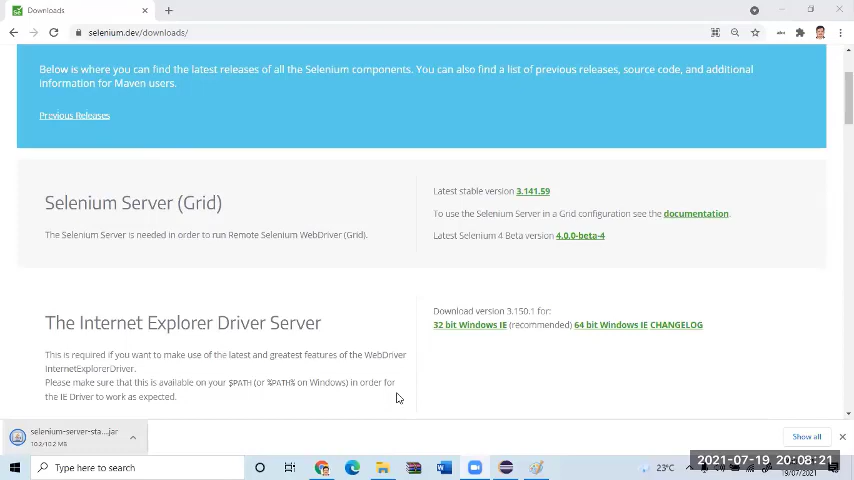 Downloads
selenium.dev/downloads/
Below is where you can find the latest releases of all the Selenium components. You can also find a list of previous releases, source code, and additional
information for Maven users.
Previous Releases
Selenium Server (Grid)
The Selenium Server is needed in order to run Remote Selenium WebDriver (Grid).
Latest stable version 3.141.59
To use the Selenium Server in a Grid configuration see the documentation.
Latest Selenium 4 Beta version 4.0.0-beta-4
The Internet Explorer Driver Server
This is required if you want to make use of the latest and greatest features of the WebDriver
InternetExplorerDriver.
Please make sure that this is available on your $PATH (or %PATH% on Windows) in order for
the IE Driver to work as expected.
Download version 3.150.1 for:
32 bit Windows IE (recommended) 64 bit Windows IE CHANGELOG
selenium-server-sta....jar
10.2/10.2 MB
Show all
Type here to search
23°C
2021-07-19 20:08:21
19/07/2021